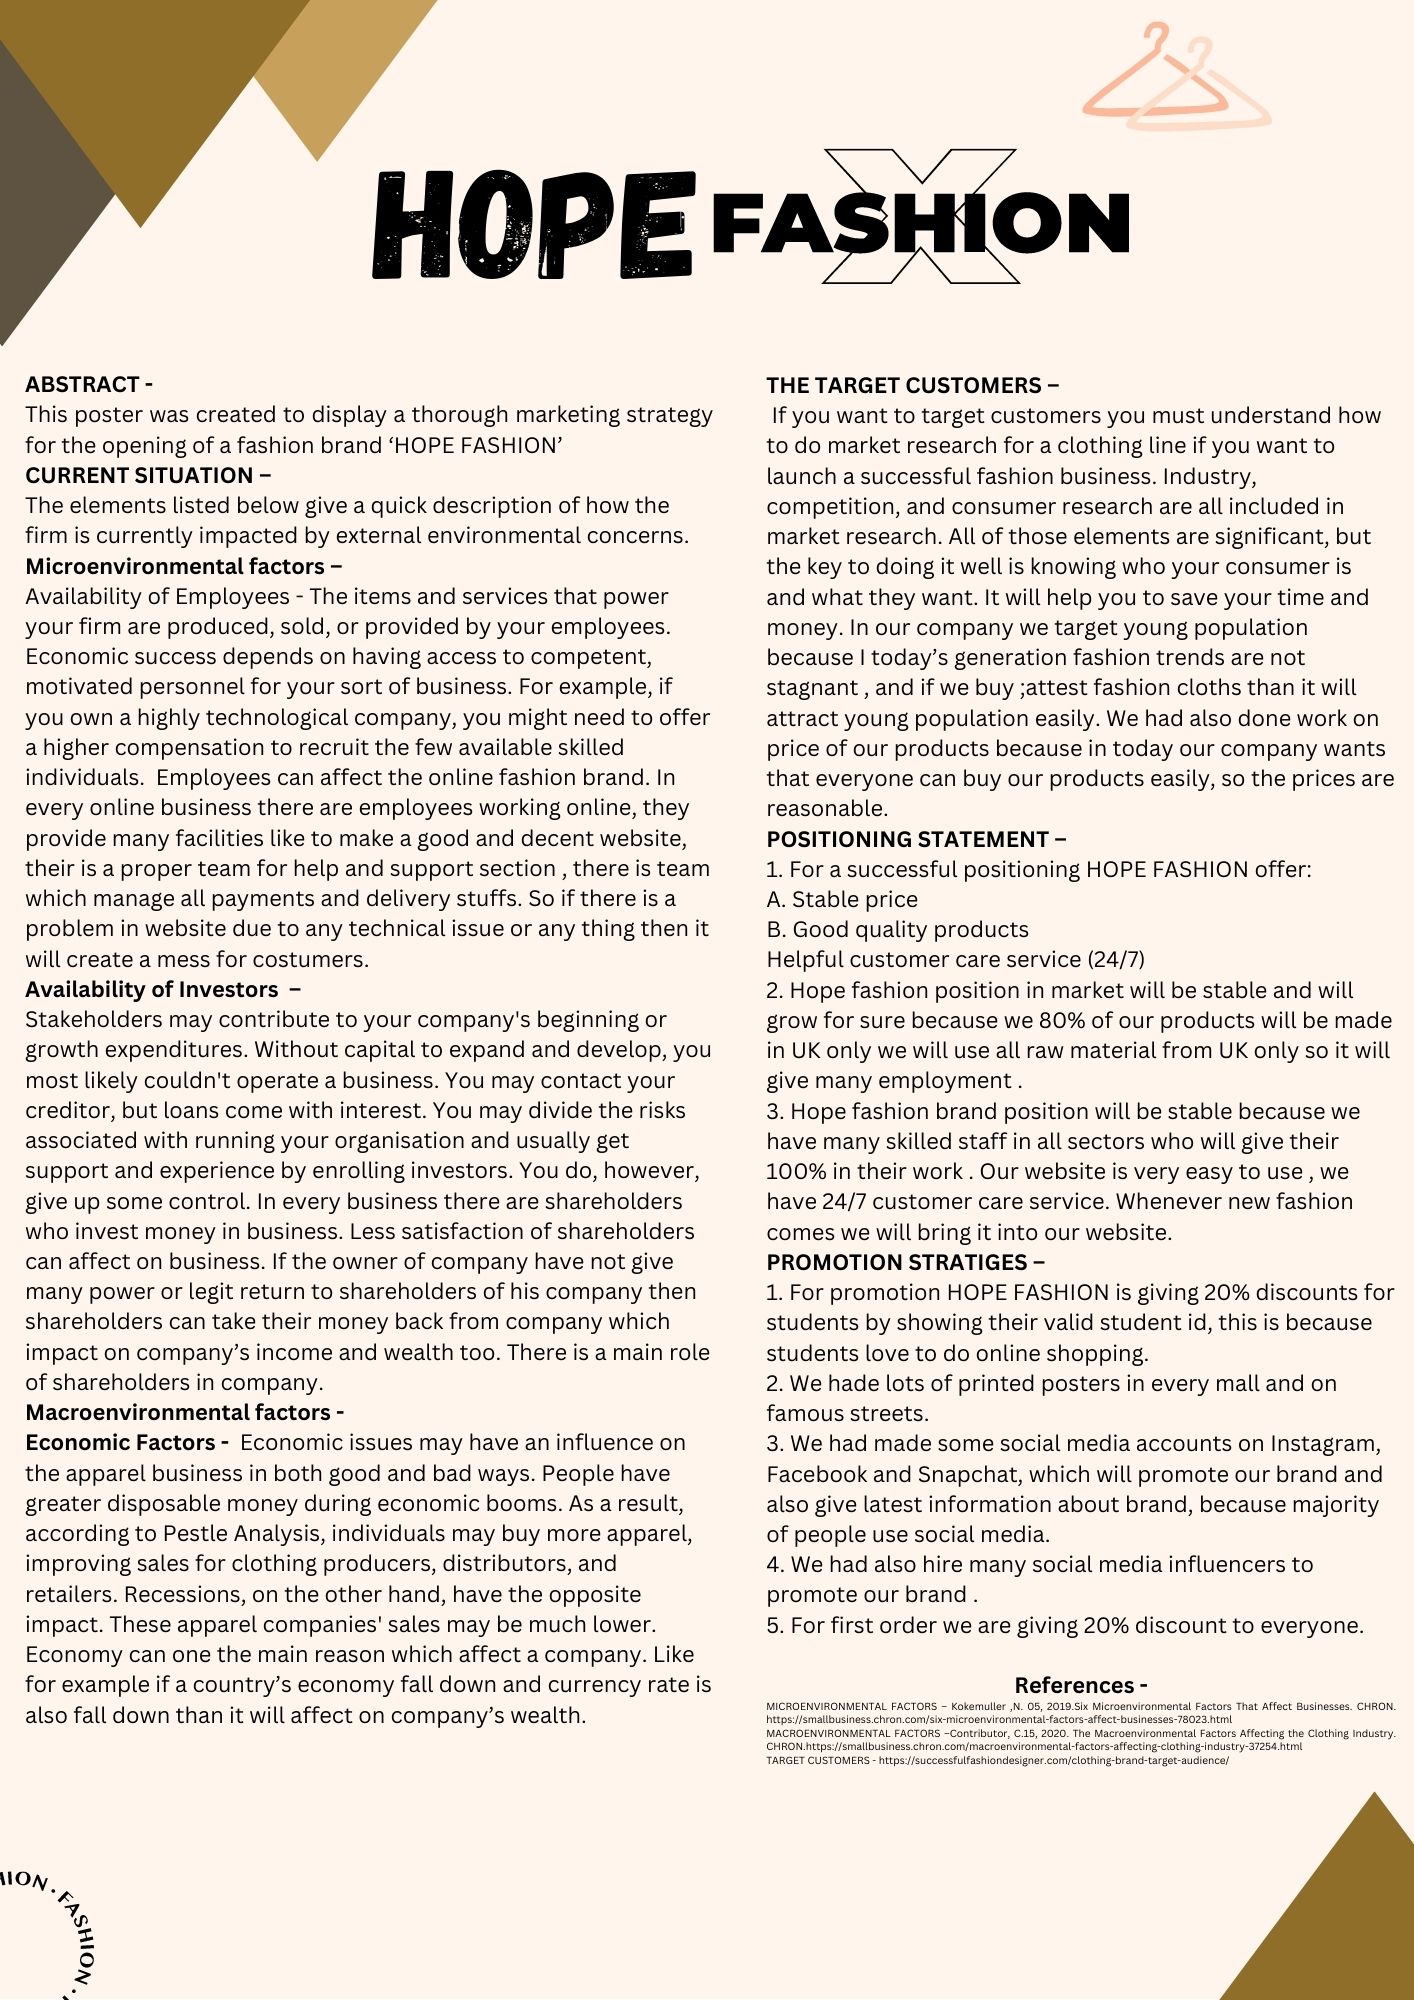 HOPE FASHION
X
ABSTRACT -
This poster was created to display a thorough marketing strategy
for the opening of a fashion brand ‘HOPE FASHION’
CURRENT SITUATION –
The elements listed below give a quick description of how the
firm is currently impacted by external environmental concerns.
Microenvironmental factors –
Availability of Employees - The items and services that power
your firm are produced, sold, or provided by your employees.
Economic success depends on having access to competent,
motivated personnel for your sort of business. For example, if
you own a highly technological company, you might need to offer
a higher compensation to recruit the few available skilled
individuals.  Employees can affect the online fashion brand. In
every online business there are employees working online, they
provide many facilities like to make a good and decent website,
their is a proper team for help and support section , there is team
which manage all payments and delivery stuffs. So if there is a
problem in website due to any technical issue or any thing then it
will create a mess for costumers.
Availability of Investors  –
Stakeholders may contribute to your company's beginning or
growth expenditures. Without capital to expand and develop, you
most likely couldn't operate a business. You may contact your
creditor, but loans come with interest. You may divide the risks
associated with running your organisation and usually get
support and experience by enrolling investors. You do, however,
give up some control. In every business there are shareholders
who invest money in business. Less satisfaction of shareholders
can affect on business. If the owner of company have not give
many power or legit return to shareholders of his company then
shareholders can take their money back from company which
impact on company’s income and wealth too. There is a main role
of shareholders in company.
Macroenvironmental factors -
Economic Factors -  Economic issues may have an influence on
the apparel business in both good and bad ways. People have
greater disposable money during economic booms. As a result,
according to Pestle Analysis, individuals may buy more apparel,
improving sales for clothing producers, distributors, and
retailers. Recessions, on the other hand, have the opposite
impact. These apparel companies' sales may be much lower.
Economy can one the main reason which affect a company. Like
for example if a country’s economy fall down and currency rate is
also fall down than it will affect on company’s wealth.
THE TARGET CUSTOMERS –
If you want to target customers you must understand how
to do market research for a clothing line if you want to
launch a successful fashion business. Industry,
competition, and consumer research are all included in
market research. All of those elements are significant, but
the key to doing it well is knowing who your consumer is
and what they want. It will help you to save your time and
money. In our company we target young population
because I today’s generation fashion trends are not
stagnant , and if we buy ;attest fashion cloths than it will
attract young population easily. We had also done work on
price of our products because in today our company wants
that everyone can buy our products easily, so the prices are
reasonable.
POSITIONING STATEMENT –
1. For a successful positioning HOPE FASHION offer:
A. Stable price
B. Good quality products
Helpful customer care service (24/7)
2. Hope fashion position in market will be stable and will
grow for sure because we 80% of our products will be made
in UK only we will use all raw material from UK only so it will
give many employment .
3. Hope fashion brand position will be stable because we
have many skilled staff in all sectors who will give their
100% in their work . Our website is very easy to use , we
have 24/7 customer care service. Whenever new fashion
comes we will bring it into our website.
PROMOTION STRATIGES –
1. For promotion HOPE FASHION is giving 20% discounts for
students by showing their valid student id, this is because
students love to do online shopping.
2. We hade lots of printed posters in every mall and on
famous streets.
3. We had made some social media accounts on Instagram,
Facebook and Snapchat, which will promote our brand and
also give latest information about brand, because majority
of people use social media.
4. We had also hire many social media influencers to
promote our brand .
5. For first order we are giving 20% discount to everyone.
References -
MICROENVIRONMENTAL FACTORS – Kokemuller ,N. 05, 2019.Six Microenvironmental Factors That Affect Businesses. CHRON.
https://smallbusiness.chron.com/six-microenvironmental-factors-affect-businesses-78023.html
MACROENVIRONMENTAL FACTORS –Contributor, C.15, 2020. The Macroenvironmental Factors Affecting the Clothing Industry.
CHRON.https://smallbusiness.chron.com/macroenvironmental-factors-affecting-clothing-industry-37254.html
TARGET CUSTOMERS - https://successfulfashiondesigner.com/clothing-brand-target-audience/
HION . FASHION .